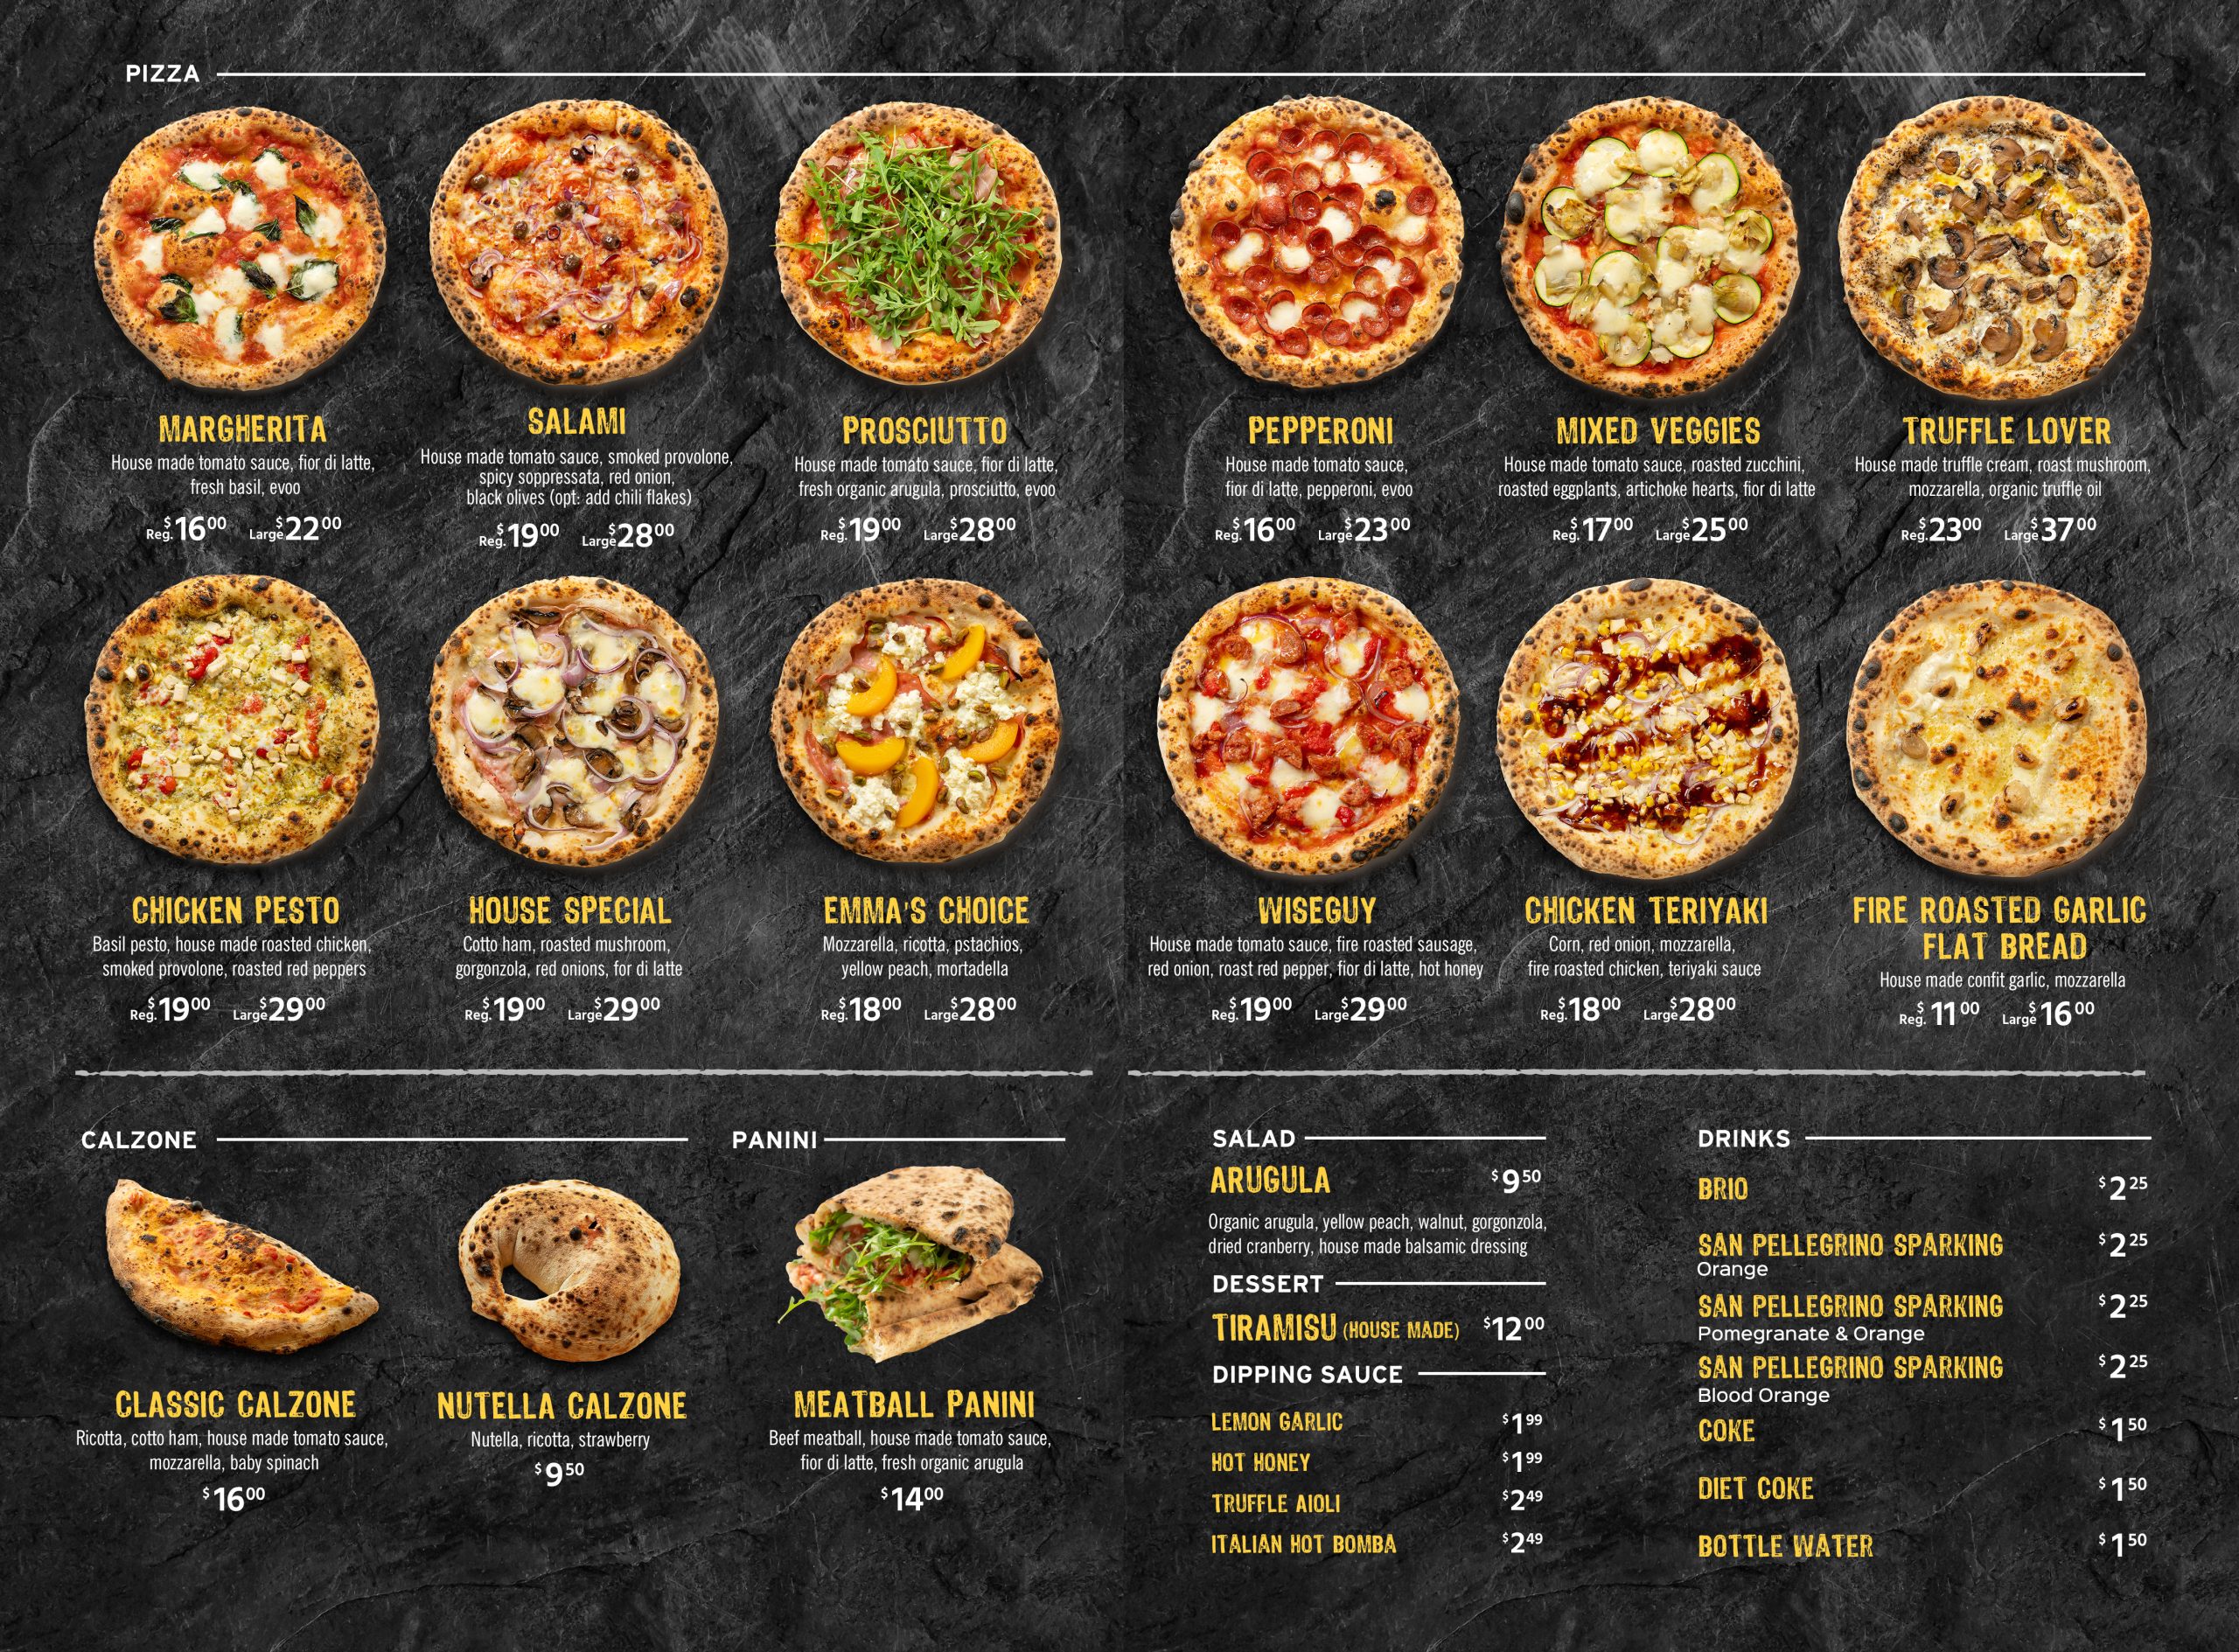 PIZZA
MARGHERITA
House made tomato sauce, fior di latte,
fresh basil, evoo
Reg. $16 00 Large $22 00
SALAMI
House made tomato sauce, smoked provolone,
spicy soppressata, red onion,
black olives (opt: add chili flakes)
Reg. $19 00 Large $28 00
PROSCIUTTO
House made tomato sauce, fior di latte,
fresh organic arugula, prosciutto, evoo
Reg. $19 00 Large $28 00
PEPPERONI
House made tomato sauce,
fior di latte, pepperoni, evoo
Reg. $16 00 Large $23 00
MIXED VEGGIES
House made tomato sauce, roasted zucchini,
roasted eggplants, artichoke hearts, fior di latte
Reg. $17 00 Large $25 00
TRUFFLE LOVER
House made truffle cream, roast mushroom,
mozzarella, organic truffle oil
Reg. $23 00 Large $37 00
CHICKEN PESTO
Basil pesto, house made roasted chicken,
smoked provolone, roasted red peppers
Reg. $19 00 Large $29 00
HOUSE SPECIAL
Cotto ham, roasted mushroom,
gorgonzola, red onions, for di latte
Reg. $19 00 Large $29 00
EMMA'S CHOICE
Mozzarella, ricotta, pstachios,
yellow peach, mortadella
Reg. $18 00 Large $28 00
WISEGUY
House made tomato sauce, fire roasted sausage,
red onion, roast red pepper, fior di latte, hot honey
Reg. $19 00 Large $29 00
CHICKEN TERIYAKI
Corn, red onion, mozzarella,
fire roasted chicken, teriyaki sauce
Reg. $18 00 Large $28 00
FIRE ROASTED GARLIC
FLAT BREAD
House made confit garlic, mozzarella
Reg. $11 00 Large $16 00
CALZONE
CLASSIC CALZONE
Ricotta, cotto ham, house made tomato sauce,
mozzarella, baby spinach
$16 00
NUTELLA CALZONE
Nutella, ricotta, strawberry
$9 50
PANINI
MEATBALL PANINI
Beef meatball, house made tomato sauce,
fior di latte, fresh organic arugula
$14 00
SALAD
ARUGULA $9 50
Organic arugula, yellow peach, walnut, gorgonzola,
dried cranberry, house made balsamic dressing
DESSERT
TIRAMISU (HOUSE MADE) $12 00
DIPPING SAUCE
LEMON GARLIC $1 99
HOT HONEY $1 99
TRUFFLE AIOLI $2 49
ITALIAN HOT BOMBA $2 49
DRINKS
BRIO $2 25
SAN PELLEGRINO SPARKING $2 25
Orange
SAN PELLEGRINO SPARKING $2 25
Pomegranate & Orange
SAN PELLEGRINO SPARKING $2 25
Blood Orange
COKE $1 50
DIET COKE $1 50
BOTTLE WATER $1 50